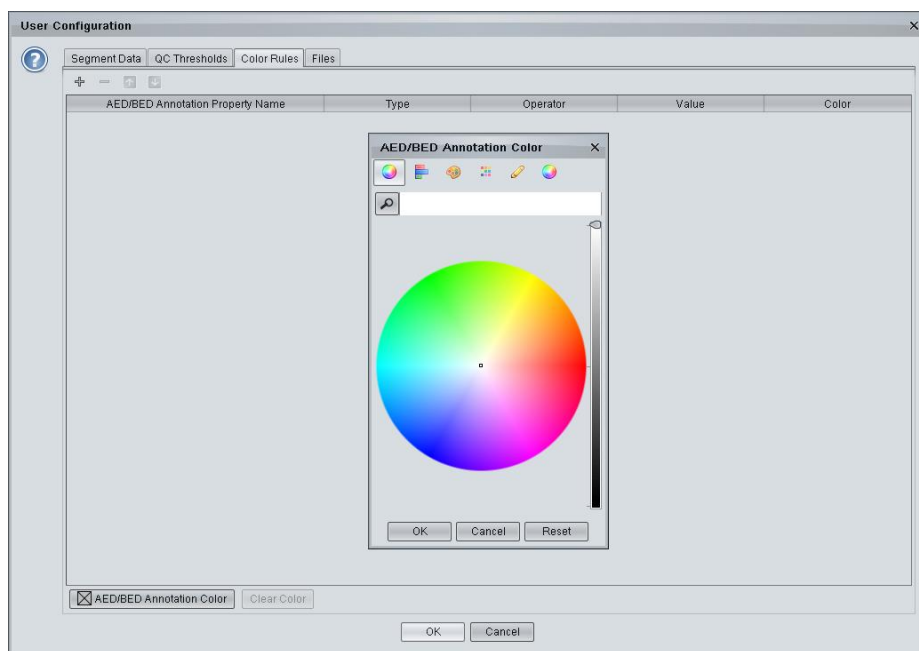 User Configuration
Segment Data QC Thresholds Color Rules Files
AED/BED Annotation Property Name Type Operator Value Color
AED/BED Annotation Color
OK Cancel Reset
AED/BED Annotation Color Clear Color
OK Cancel